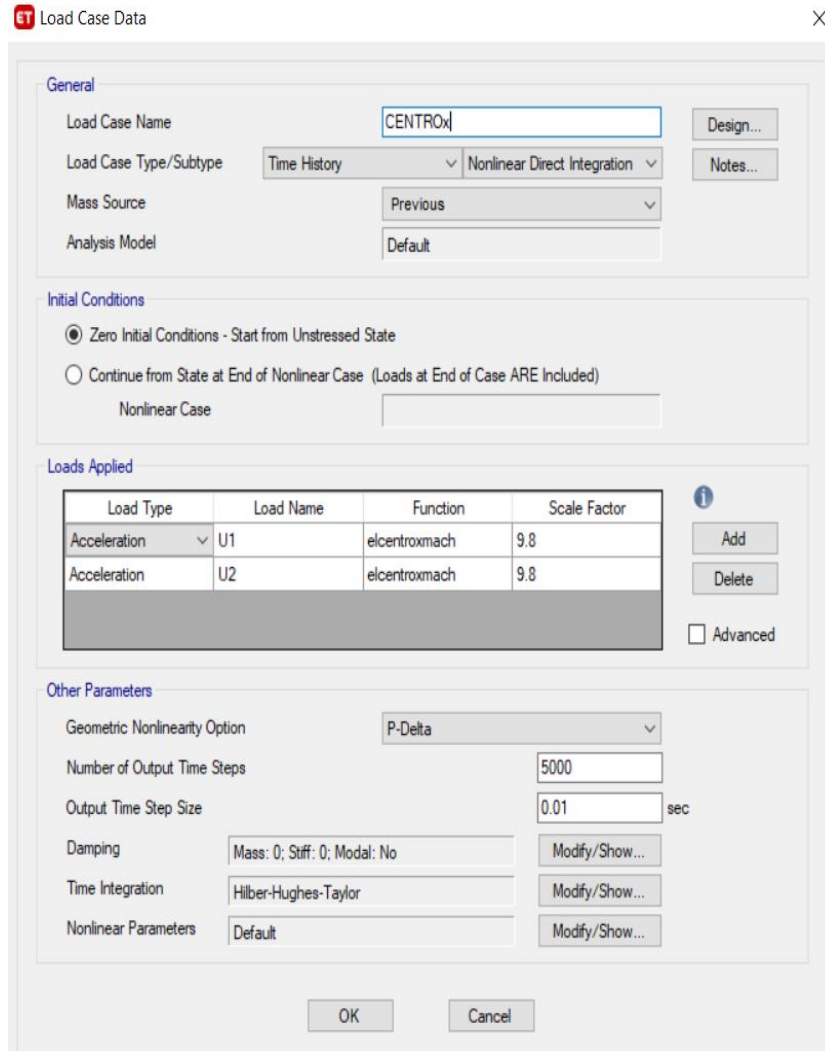 ET Load Case Data
General
Load Case Name CENTROx Design...
Load Case Type/Subtype Time History Nonlinear Direct Integration Notes...
Mass Source Previous
Analysis Model Default
Initial Conditions
Zero Initial Conditions - Start from Unstressed State
Continue from State at End of Nonlinear Case (Loads at End of Case ARE Included)
Nonlinear Case
Loads Applied
Load Type Load Name Function Scale Factor
Acceleration U1 elcentroxmach 9.8 Add
Acceleration U2 elcentroxmach 9.8 Delete
Advanced
Other Parameters
Geometric Nonlinearity Option P-Delta
Number of Output Time Steps 5000
Output Time Step Size 0.01 sec
Damping Mass: 0; Stiff: 0; Modal: No Modify/Show...
Time Integration Hilber-Hughes-Taylor Modify/Show...
Nonlinear Parameters Default Modify/Show...
OK Cancel